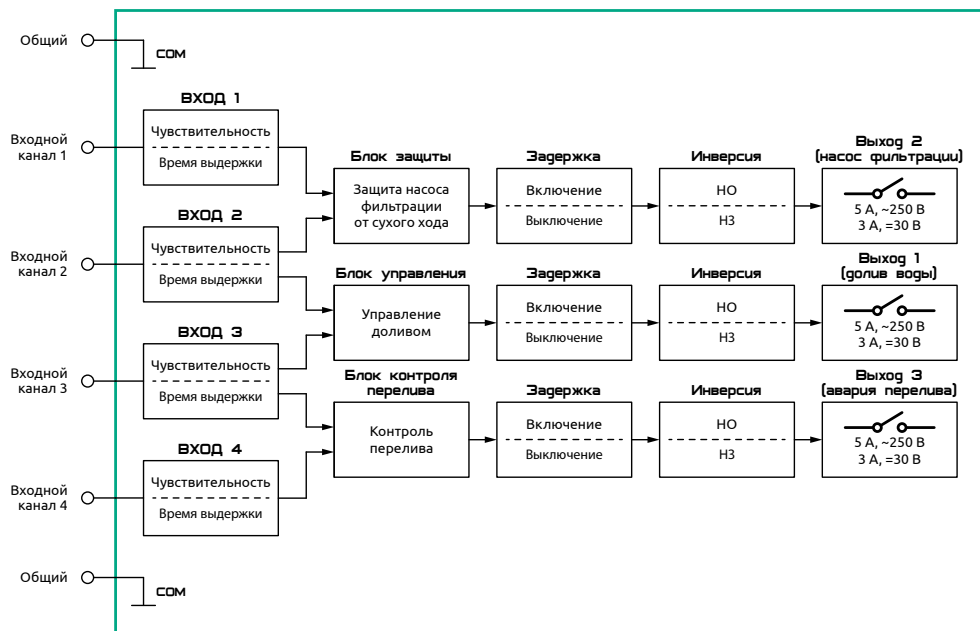 Общий
COM
ВХОД 1
Входной
канал 1
Чувствительность
Время выдержки
ВХОД 2
Входной
канал 2
Чувствительность
Время выдержки
ВХОД 3
Входной
канал 3
Чувствительность
Время выдержки
ВХОД 4
Входной
канал 4
Чувствительность
Время выдержки
Общий
COM
Блок защиты
Защита насоса
фильтрации
от сухого хода
Задержка
Включение
Выключение
Инверсия
НО
НЗ
Выход 2
(насос фильтрации)
5 А, ~250 В
3 А, =30 В
Блок управления
Управление
доливом
Задержка
Включение
Выключение
Инверсия
НО
НЗ
Выход 1
(долив воды)
5 А, ~250 В
3 А, =30 В
Блок контроля
перелива
Контроль
перелива
Задержка
Включение
Выключение
Инверсия
НО
НЗ
Выход 3
(авария перелива)
5 А, ~250 В
3 А, =30 В